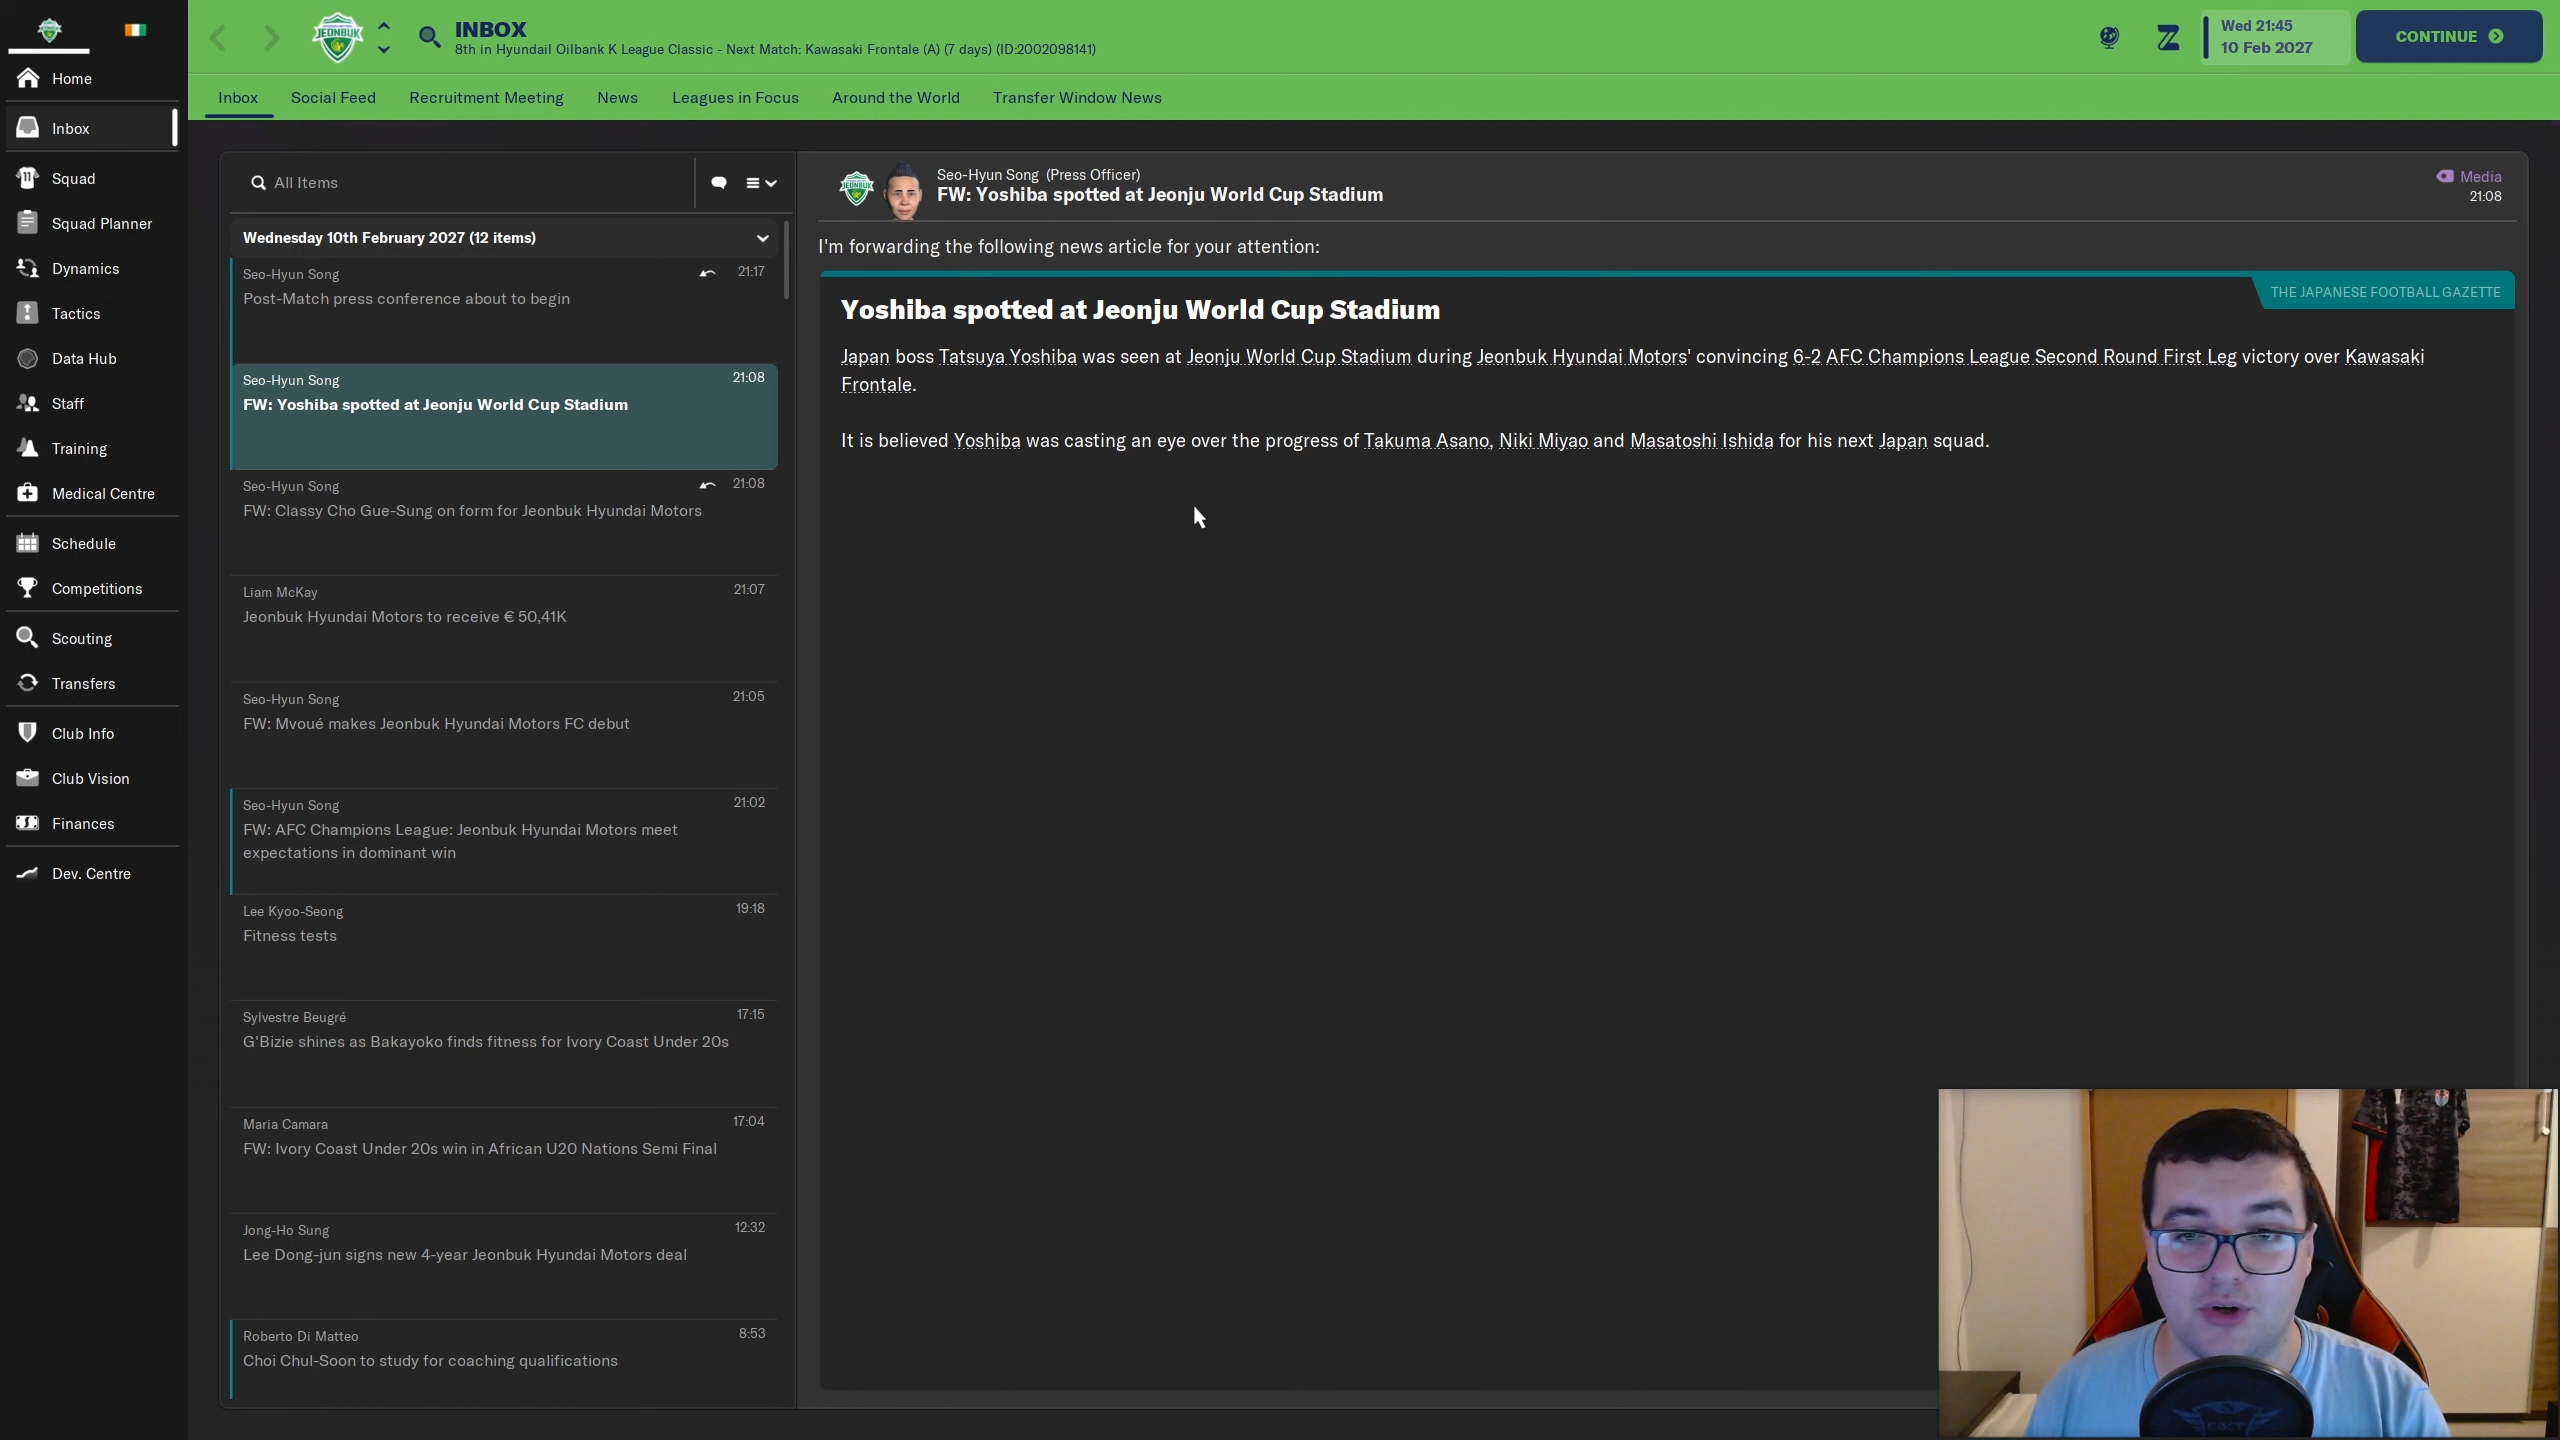 INBOX
8th in Hyundail Oilbank K League Classic - Next Match: Kawasaki Frontale (A) (7 days) (ID:2002098141)
Wed 21:45
10 Feb 2027
CONTINUE
Inbox
Social Feed
Recruitment Meeting
News
Leagues in Focus
Around the World
Transfer Window News
Home
Inbox
Squad
Squad Planner
Dynamics
Tactics
Data Hub
Staff
Training
Medical Centre
Schedule
Competitions
Scouting
Transfers
Club Info
Club Vision
Finances
Dev. Centre
All Items
Wednesday 10th February 2027 (12 items)
Seo-Hyun Song 21:17
Post-Match press conference about to begin
Seo-Hyun Song 21:08
FW: Yoshiba spotted at Jeonju World Cup Stadium
Seo-Hyun Song 21:08
FW: Classy Cho Gue-Sung on form for Jeonbuk Hyundai Motors
Liam McKay 21:07
Jeonbuk Hyundai Motors to receive € 50,41K
Seo-Hyun Song 21:05
FW: Mvoué makes Jeonbuk Hyundai Motors FC debut
Seo-Hyun Song 21:02
FW: AFC Champions League: Jeonbuk Hyundai Motors meet
expectations in dominant win
Lee Kyoo-Seong 19:18
Fitness tests
Sylvestre Beugré 17:15
G'Bizie shines as Bakayoko finds fitness for Ivory Coast Under 20s
Maria Camara 17:04
FW: Ivory Coast Under 20s win in African U20 Nations Semi Final
Jong-Ho Sung 12:32
Lee Dong-jun signs new 4-year Jeonbuk Hyundai Motors deal
Roberto Di Matteo 8:53
Choi Chul-Soon to study for coaching qualifications
Seo-Hyun Song (Press Officer)
FW: Yoshiba spotted at Jeonju World Cup Stadium
Media
21:08
I'm forwarding the following news article for your attention:
THE JAPANESE FOOTBALL GAZETTE
Yoshiba spotted at Jeonju World Cup Stadium
Japan boss Tatsuya Yoshiba was seen at Jeonju World Cup Stadium during Jeonbuk Hyundai Motors' convincing 6-2 AFC Champions League Second Round First Leg victory over Kawasaki
Frontale.
It is believed Yoshiba was casting an eye over the progress of Takuma Asano, Niki Miyao and Masatoshi Ishida for his next Japan squad.
JEONBUK